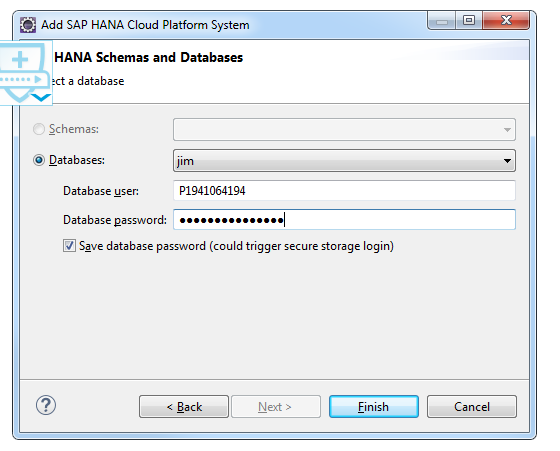 Add SAP HANA Cloud Platform System
HANA Schemas and Databases
ect a database
Schemas:
Databases: jim
Database user: P1941064194
Database password: ●●●●●●●●●●●●●●●
Save database password (could trigger secure storage login)
? < Back Next > Finish Cancel